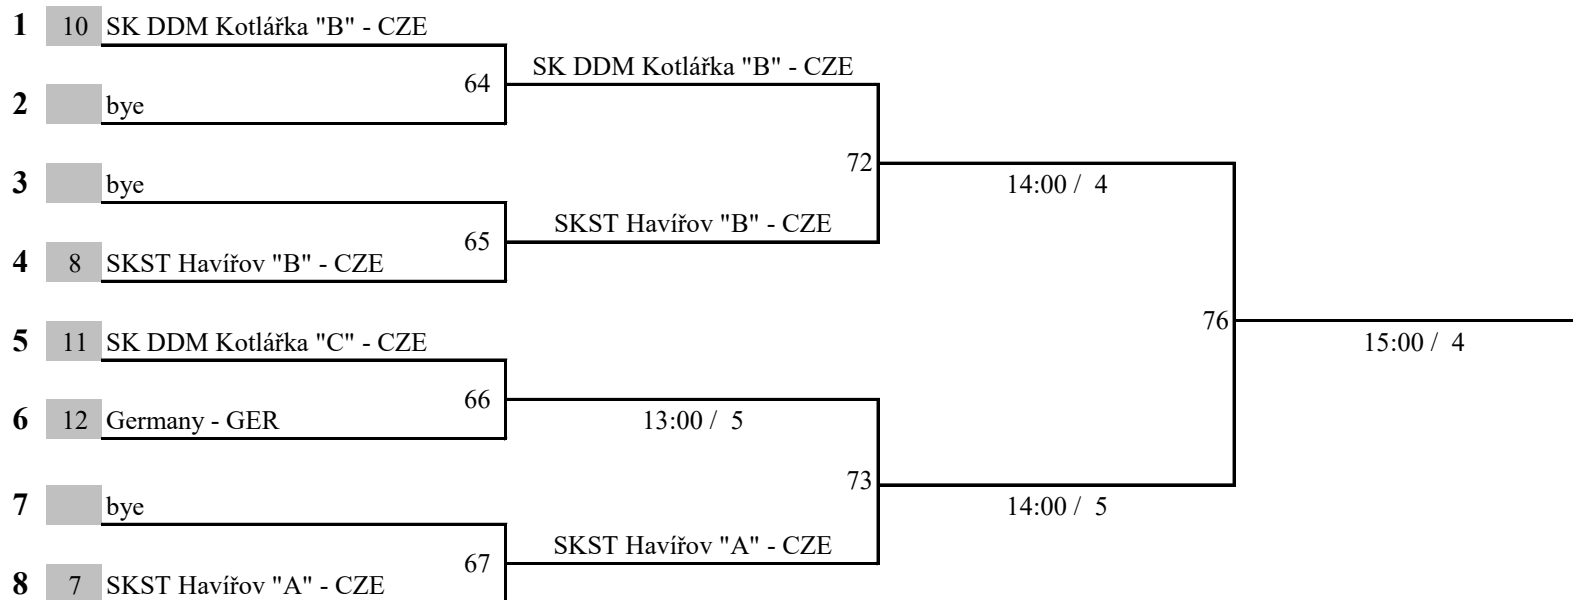 1 10 SK DDM Kotlářka "B" - CZE
SK DDM Kotlářka "B" - CZE
64
2 bye
72
3 bye
14:00 / 4
SKST Havířov "B" - CZE
65
4 8 SKST Havířov "B" - CZE
76
5 11 SK DDM Kotlářka "C" - CZE
15:00 / 4
66
6 12 Germany - GER
13:00 / 5
73
7 bye
14:00 / 5
SKST Havířov "A" - CZE
67
8 7 SKST Havířov "A" - CZE